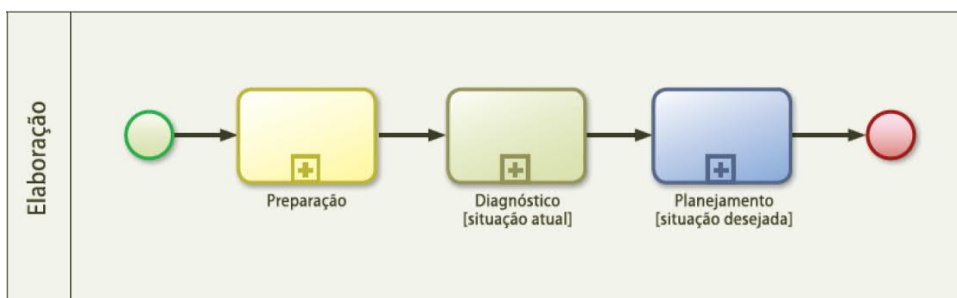 Elaboração
Preparação
Diagnóstico
[situação atual]
Planejamento
[situação desejada]